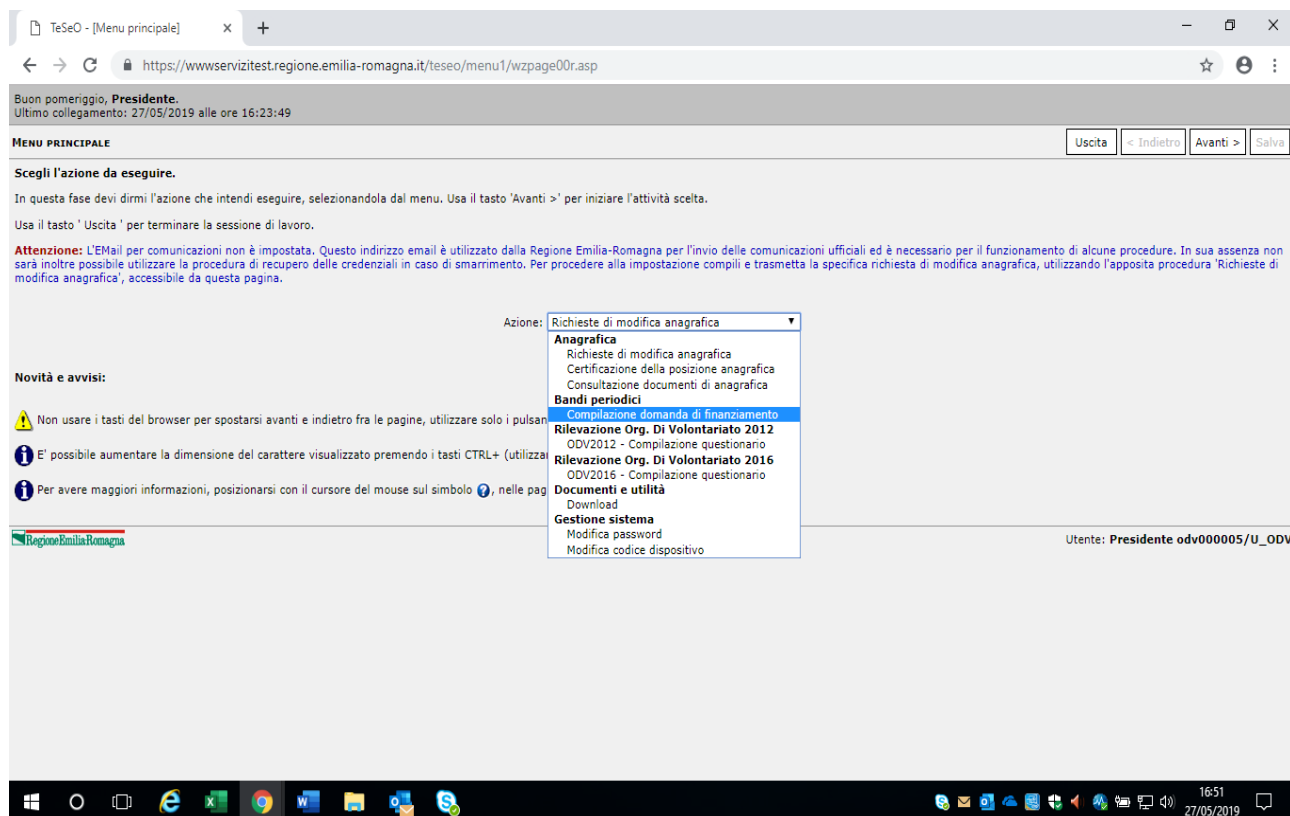 TeSeO - [Menu principale]
https://wwwservizitest.regione.emilia-romagna.it/teseo/menu1/wzpage00r.asp
Buon pomeriggio, Presidente.
Ultimo collegamento: 27/05/2019 alle ore 16:23:49
MENU PRINCIPALE
Uscita < Indietro Avanti > Salva
Scegli l'azione da eseguire.
In questa fase devi dirmi l'azione che intendi eseguire, selezionandola dal menu. Usa il tasto 'Avanti >' per iniziare l'attività scelta.
Usa il tasto ' Uscita ' per terminare la sessione di lavoro.
Attenzione: L'EMail per comunicazioni non è impostata. Questo indirizzo email è utilizzato dalla Regione Emilia-Romagna per l'invio delle comunicazioni ufficiali ed è necessario per il funzionamento di alcune procedure. In sua assenza non
sarà inoltre possibile utilizzare la procedura di recupero delle credenziali in caso di smarrimento. Per procedere alla impostazione compili e trasmetta la specifica richiesta di modifica anagrafica, utilizzando l'apposita procedura 'Richieste di
modifica anagrafica', accessibile da questa pagina.
Azione: Richieste di modifica anagrafica
Anagrafica
Richieste di modifica anagrafica
Certificazione della posizione anagrafica
Consultazione documenti di anagrafica
Bandi periodici
Compilazione domanda di finanziamento
Rilevazione Org. Di Volontariato 2012
ODV2012 - Compilazione questionario
Rilevazione Org. Di Volontariato 2016
ODV2016 - Compilazione questionario
Documenti e utilità
Download
Gestione sistema
Modifica password
Modifica codice dispositivo
Novità e avvisi:
Non usare i tasti del browser per spostarsi avanti e indietro fra le pagine, utilizzare solo i pulsan
E' possibile aumentare la dimensione del carattere visualizzato premendo i tasti CTRL+ (utilizza
Per avere maggiori informazioni, posizionarsi con il cursore del mouse sul simbolo ?, nelle pag
RegioneEmiliaRomagna
Utente: Presidente odv000005/U_ODV
16:51
27/05/2019